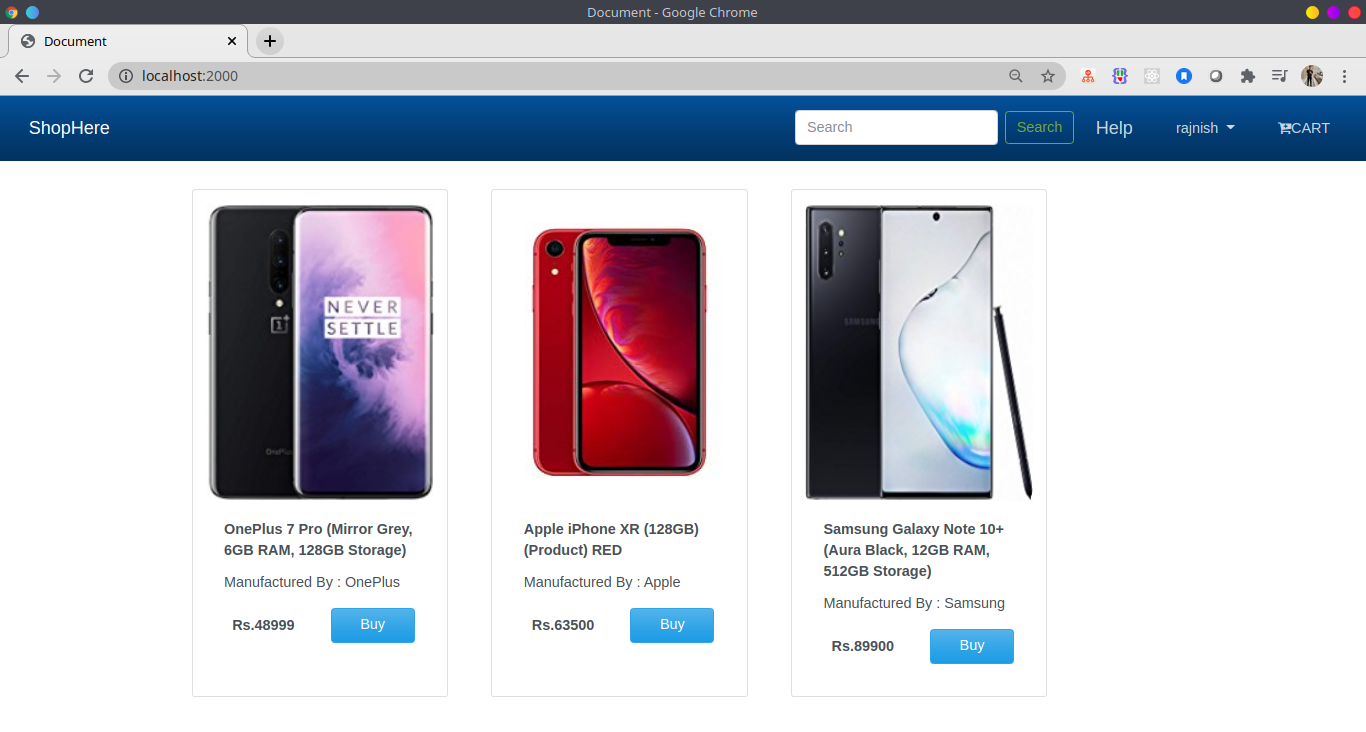 Document - Google Chrome
Document
localhost:2000
ShopHere
Search
Search
Help
rajnish
CART
NEVER
SETTLE
1+
OnePlus
SAMSUNG
OnePlus 7 Pro (Mirror Grey,
6GB RAM, 128GB Storage)
Manufactured By : OnePlus
Rs.48999
Buy
Apple iPhone XR (128GB)
(Product) RED
Manufactured By : Apple
Rs.63500
Buy
Samsung Galaxy Note 10+
(Aura Black, 12GB RAM,
512GB Storage)
Manufactured By : Samsung
Rs.89900
Buy